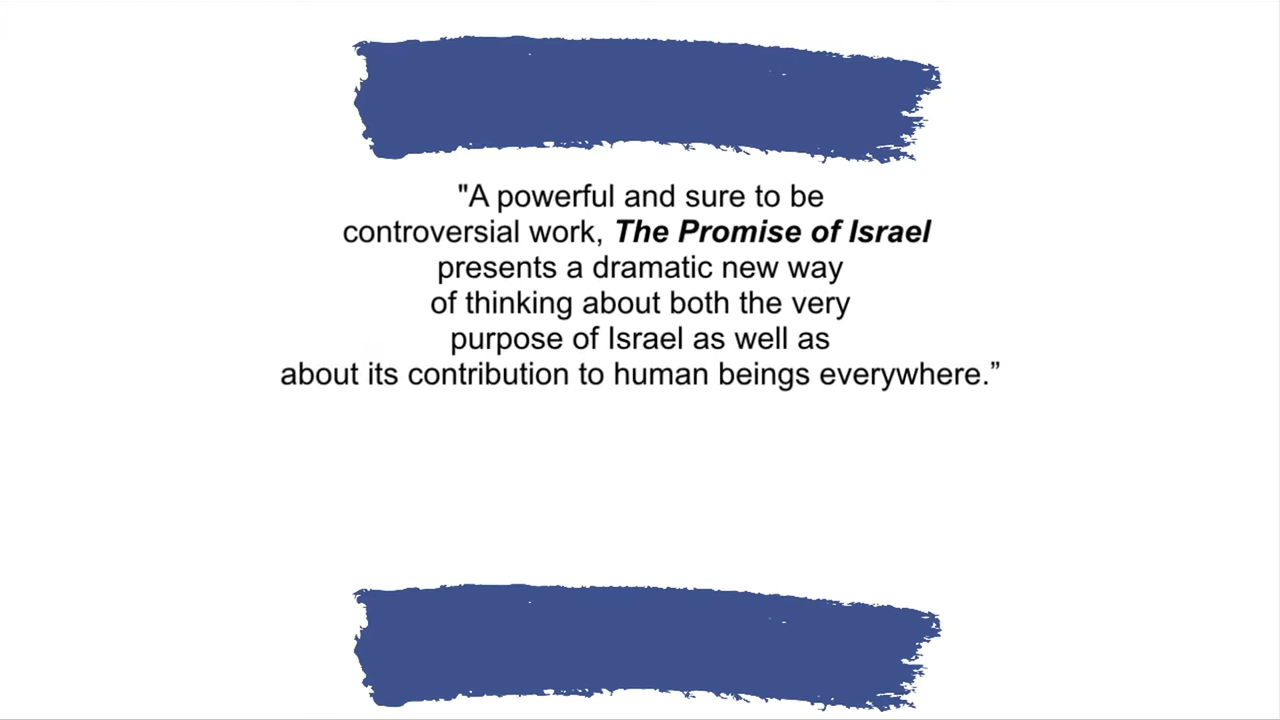 "A powerful and sure to be
controversial work, The Promise of Israel
presents a dramatic new way
of thinking about both the very
purpose of Israel as well as
about its contribution to human beings everywhere.”